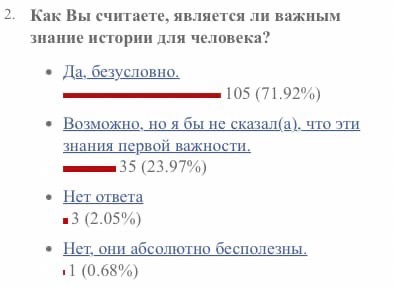 2. Как Вы считаете, является ли важным
знание истории для человека?
Да, безусловно.
105 (71.92%)
Возможно, но я бы не сказал(а), что эти
знания первой важности.
35 (23.97%)
Нет ответа
3 (2.05%)
Нет, они абсолютно бесполезны.
1 (0.68%)